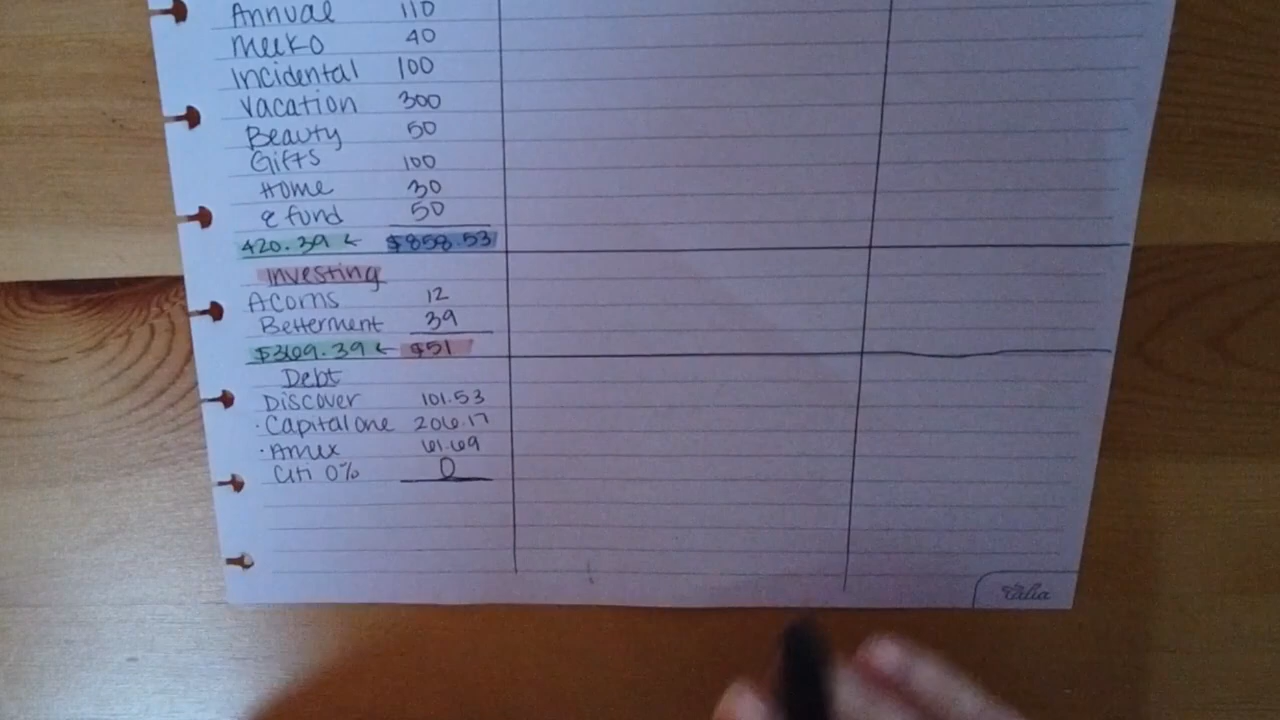 Annual 110
Meeko 40
Incidental 100
Vacation 300
Beauty 50
Gifts 100
Home 30
e fund 50
420.39 ← $858.53
Investing
Acorns 12
Betterment 39
$369.39 ← $51
Debt
Discover 101.53
·Capital one 206.17
·Amex 61.69
Citi 0% 0
Talia